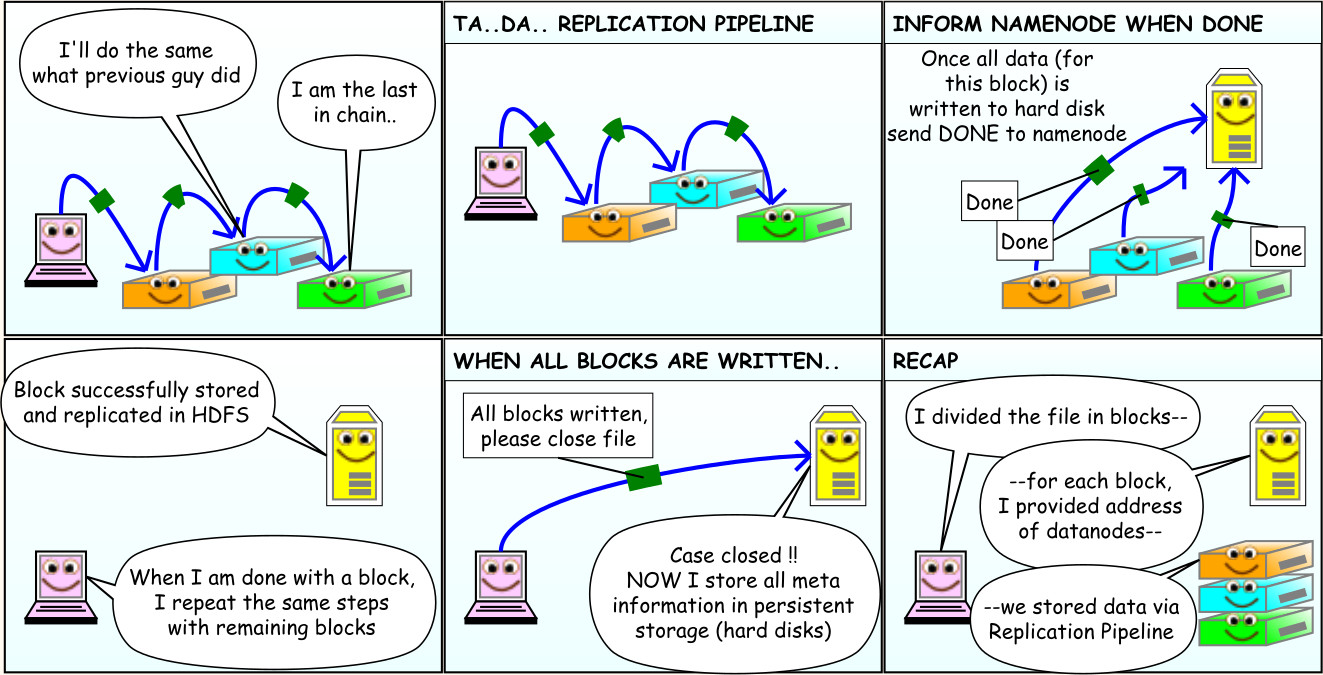 I'll do the same
what previous guy did
I am the last
in chain..
TA..DA.. REPLICATION PIPELINE
INFORM NAMENODE WHEN DONE
Once all data (for
this block) is
written to hard disk
send DONE to namenode
Done
Done
Done
Block successfully stored
and replicated in HDFS
When I am done with a block,
I repeat the same steps
with remaining blocks
WHEN ALL BLOCKS ARE WRITTEN..
All blocks written,
please close file
Case closed !!
NOW I store all meta
information in persistent
storage (hard disks)
RECAP
I divided the file in blocks--
--for each block,
I provided address
of datanodes--
--we stored data via
Replication Pipeline